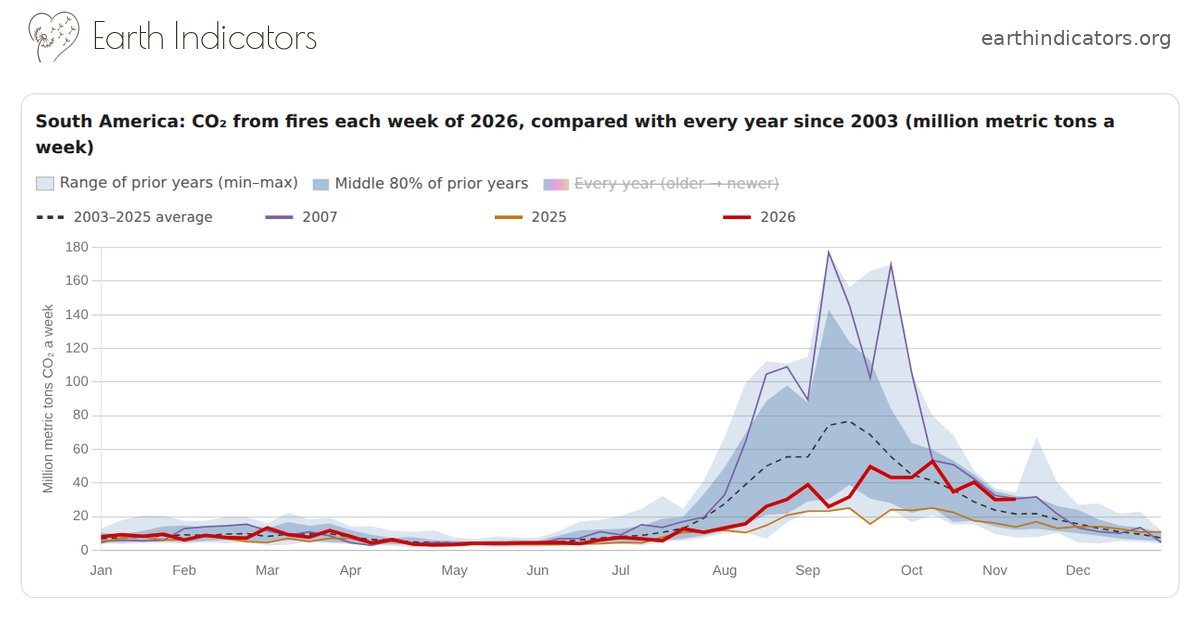 Earth Indicators
earthindicators.org
South America: CO₂ from fires each week of 2026, compared with every year since 2003 (million metric tons a
week)
Range of prior years (min–max)
Middle 80% of prior years
Every year (older → newer)
2003–2025 average
2007
2025
2026
Million metric tons CO₂ a week
180
160
140
120
100
80
60
40
20
0
Jan
Feb
Mar
Apr
May
Jun
Jul
Aug
Sep
Oct
Nov
Dec